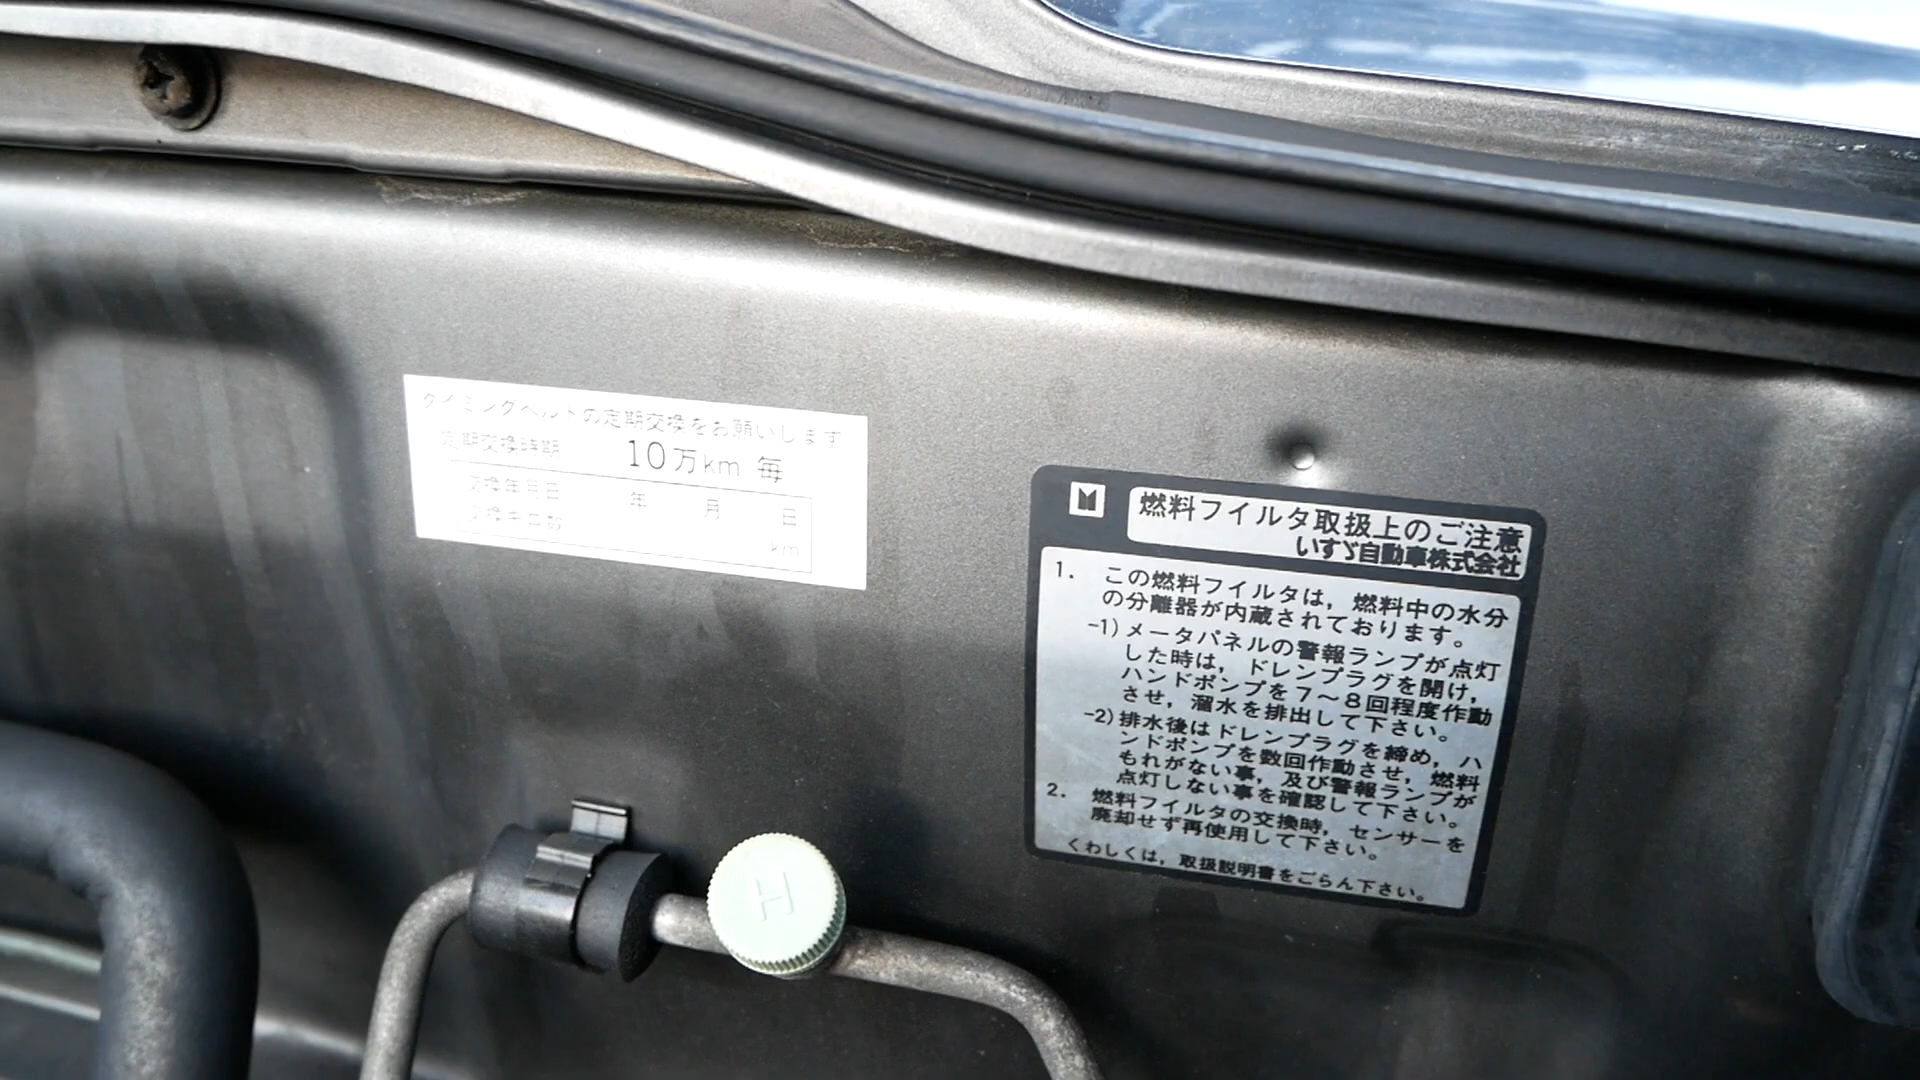 タイミングベルトの定期交換をお願いします
定期交換時期 10万km 毎
交換年月日 年 月 日
交換キロ数
km
燃料フイルタ取扱上のご注意
いすゞ自動車株式会社
1. この燃料フイルタは，燃料中の水分
の分離器が内蔵されております。
-1)メータパネルの警報ランプが点灯
した時は，ドレンプラグを開け，
ハンドポンプを7〜8回程度作動
させ，溜水を排出して下さい。
-2)排水後はドレンプラグを締め，ハ
ンドポンプを数回作動させ，燃料
もれがない事，及び警報ランプが
点灯しない事を確認して下さい。
2. 燃料フイルタの交換時，センサーを
廃却せず再使用して下さい。
くわしくは，取扱説明書をごらん下さい。
H